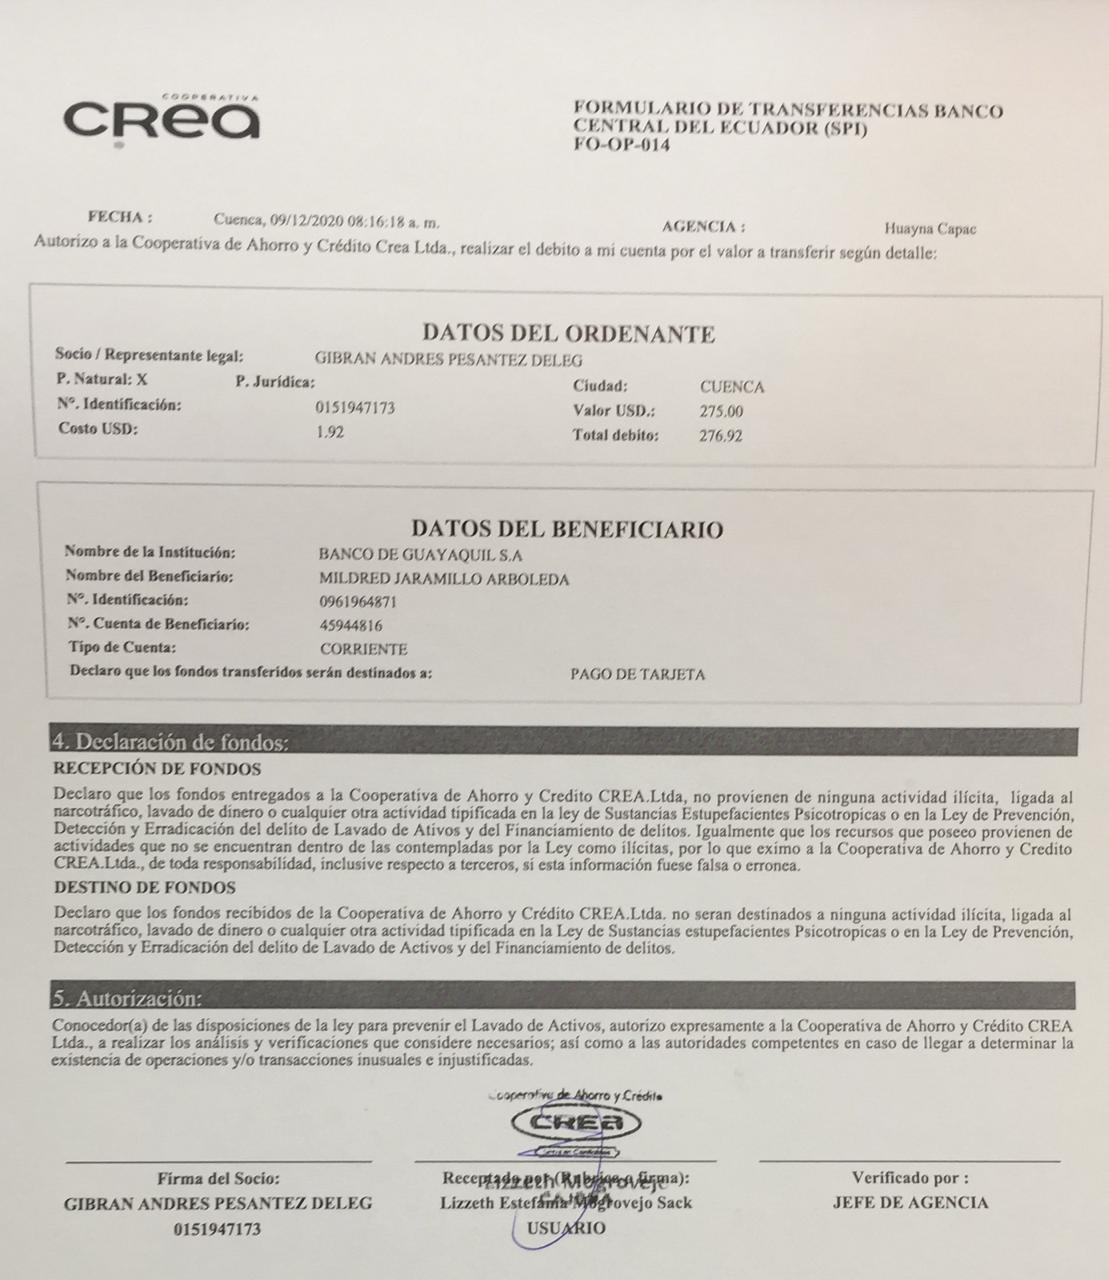 COOPERATIVA
CREA
FORMULARIO DE TRANSFERENCIAS BANCO
CENTRAL DEL ECUADOR (SPI)
FO-OP-014
FECHA : Cuenca, 09/12/2020 08:16:18 a. m. AGENCIA : Huayna Capac
Autorizo a la Cooperativa de Ahorro y Crédito Crea Ltda., realizar el debito a mi cuenta por el valor a transferir según detalle:
DATOS DEL ORDENANTE
Socio / Representante legal: GIBRAN ANDRES PESANTEZ DELEG
P. Natural: X P. Jurídica: Ciudad: CUENCA
Nº. Identificación: 0151947173 Valor USD.: 275.00
Costo USD: 1.92 Total debito: 276.92
DATOS DEL BENEFICIARIO
Nombre de la Institución: BANCO DE GUAYAQUIL S.A
Nombre del Beneficiario: MILDRED JARAMILLO ARBOLEDA
Nº. Identificación: 0961964871
Nº. Cuenta de Beneficiario: 45944816
Tipo de Cuenta: CORRIENTE
Declaro que los fondos transferidos serán destinados a: PAGO DE TARJETA
4. Declaración de fondos:
RECEPCIÓN DE FONDOS
Declaro que los fondos entregados a la Cooperativa de Ahorro y Credito CREA.Ltda, no provienen de ninguna actividad ilícita, ligada al
narcotráfico, lavado de dinero o cualquier otra actividad tipificada en la ley de Sustancias Estupefacientes Psicotropicas o en la Ley de Prevención,
Detección y Erradicación del delito de Lavado de Ativos y del Financiamiento de delitos. Igualmente que los recursos que poseeo provienen de
actividades que no se encuentran dentro de las contempladas por la Ley como ilícitas, por lo que eximo a la Cooperativa de Ahorro y Credito
CREA.Ltda., de toda responsabilidad, inclusive respecto a terceros, si esta información fuese falsa o erronea.
DESTINO DE FONDOS
Declaro que los fondos recibidos de la Cooperativa de Ahorro y Crédito CREA.Ltda. no seran destinados a ninguna actividad ilícita, ligada al
narcotráfico, lavado de dinero o cualquier otra actividad tipificada en la Ley de Sustancias estupefacientes Psicotropicas o en la Ley de Prevención,
Detección y Erradicación del delito de Lavado de Activos y del Financiamiento de delitos.
5. Autorización:
Conocedor(a) de las disposiciones de la ley para prevenir el Lavado de Activos, autorizo expresamente a la Cooperativa de Ahorro y Crédito CREA
Ltda., a realizar los análisis y verificaciones que considere necesarios; así como a las autoridades competentes en caso de llegar a determinar la
existencia de operaciones y/o transacciones inusuales e injustificadas.
Cooperativa de Ahorro y Crédito
CREA
Firma del Socio: Receptado por (Rubrica o firma): Verificado por :
Lizzeth Mogrovejo
GIBRAN ANDRES PESANTEZ DELEG Lizzeth Estefania Mogrovejo Sack JEFE DE AGENCIA
0151947173 USUARIO